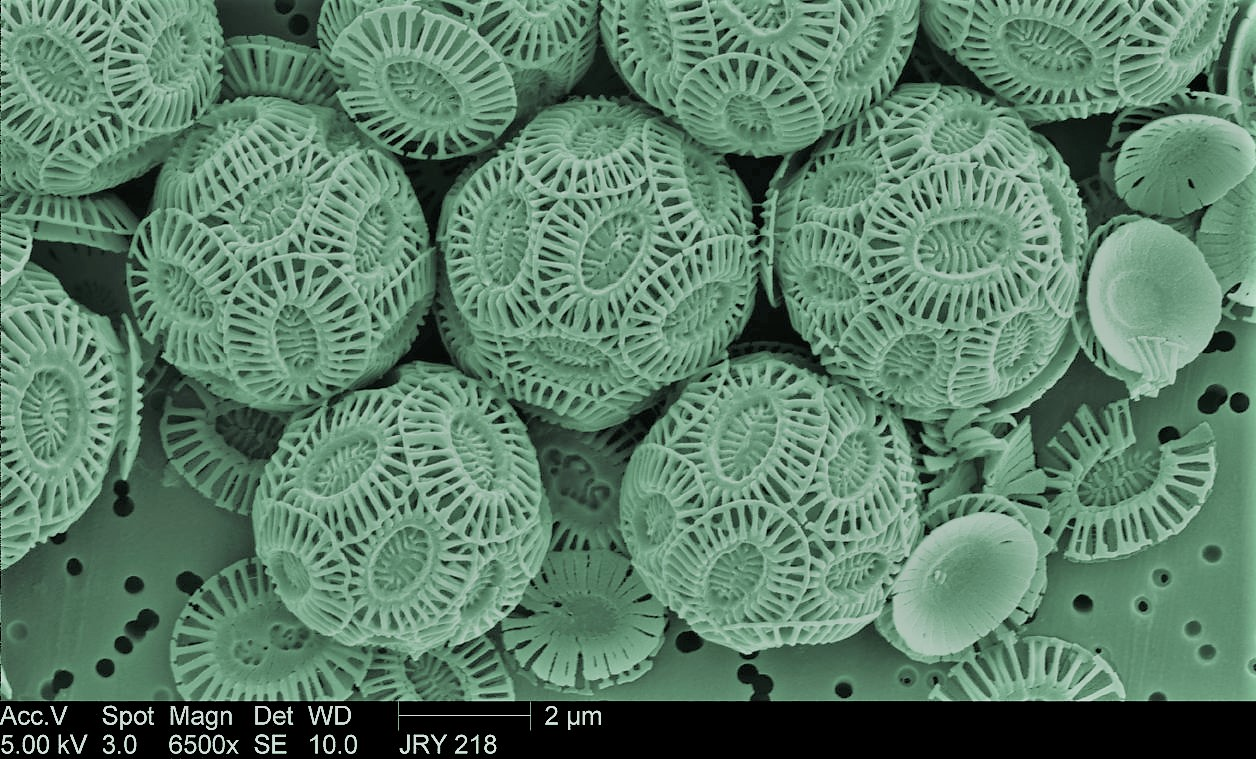 Acc.V Spot Magn Det WD 2 µm
5.00 kV 3.0 6500x SE 10.0 JRY 218